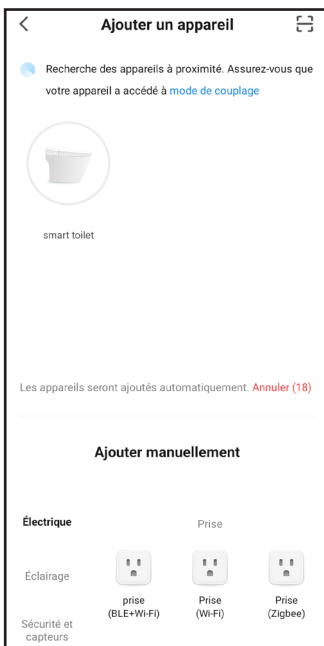 Ajouter un appareil
Recherche des appareils à proximité. Assurez-vous que
votre appareil a accédé à mode de couplage
smart toilet
Les appareils seront ajoutés automatiquement. Annuler (18)
Ajouter manuellement
Électrique
Prise
Éclairage
prise
(BLE+Wi-Fi)
Prise
(Wi-Fi)
Prise
(Zigbee)
Sécurité et
capteurs